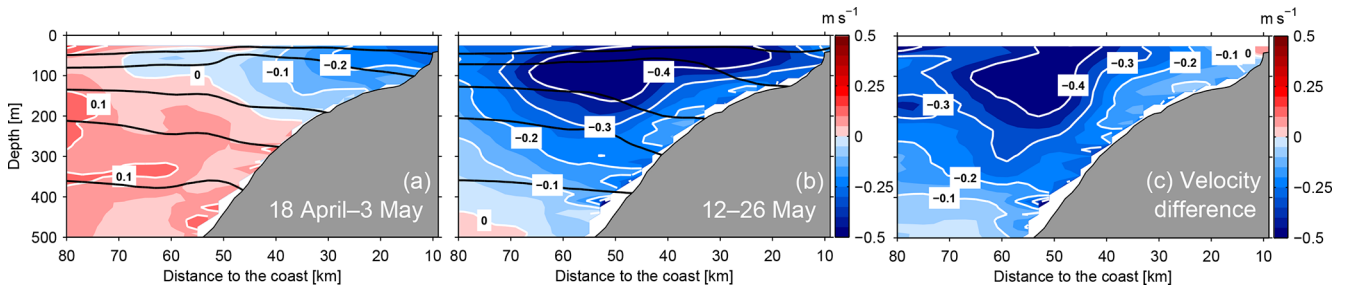 m s⁻¹
m s⁻¹
0
100
200
300
400
500
Depth [m]
0
−0.1
−0.2
0.1
0.1
(a)
18 April–3 May
80 70 60 50 40 30 20 10
Distance to the coast [km]
−0.4
−0.3
−0.2
−0.1
0
(b)
12–26 May
80 70 60 50 40 30 20 10
Distance to the coast [km]
0.5
0.25
0
−0.25
−0.5
−0.1
0
−0.2
−0.3
−0.4
−0.3
−0.2
−0.1
(c) Velocity
difference
80 70 60 50 40 30 20 10
Distance to the coast [km]
0.5
0.25
0
−0.25
−0.5